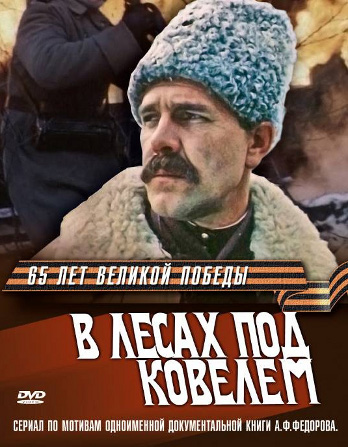 65 ЛЕТ ВЕЛИКОЙ ПОБЕДЫ
В ЛЕСАХ ПОД
КОВЕЛЕМ
DVD
СЕРИАЛ ПО МОТИВАМ ОДНОИМЕННОЙ ДОКУМЕНТАЛЬНОЙ КНИГИ А.Ф.ФЕДОРОВА.